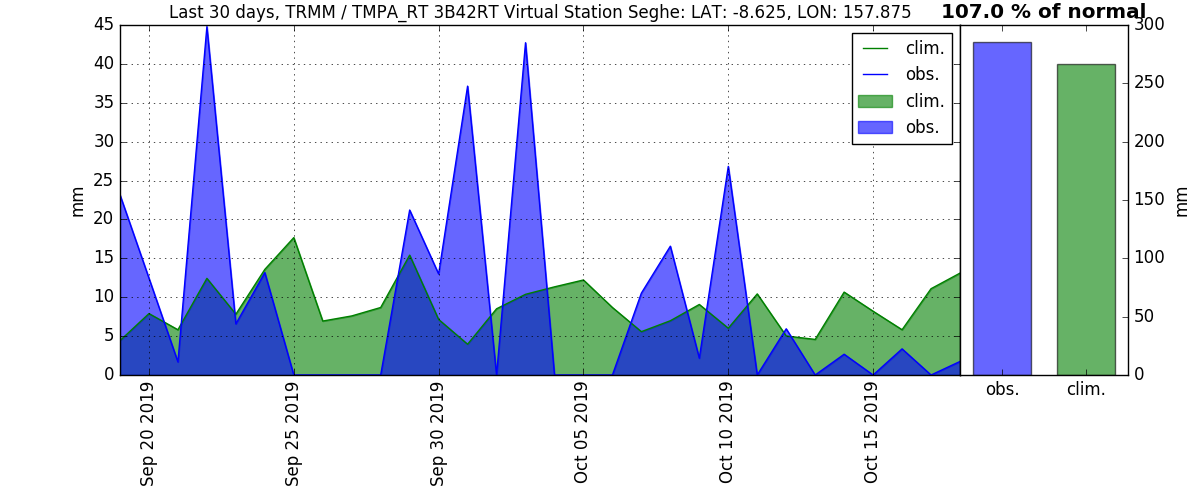 Last 30 days, TRMM / TMPA_RT 3B42RT Virtual Station Seghe: LAT: -8.625, LON: 157.875
107.0 % of normal
45
40
35
30
25
20
15
10
5
0
mm
clim.
obs.
clim.
obs.
Sep 20 2019
Sep 25 2019
Sep 30 2019
Oct 05 2019
Oct 10 2019
Oct 15 2019
300
250
200
150
100
50
0
mm
obs.
clim.